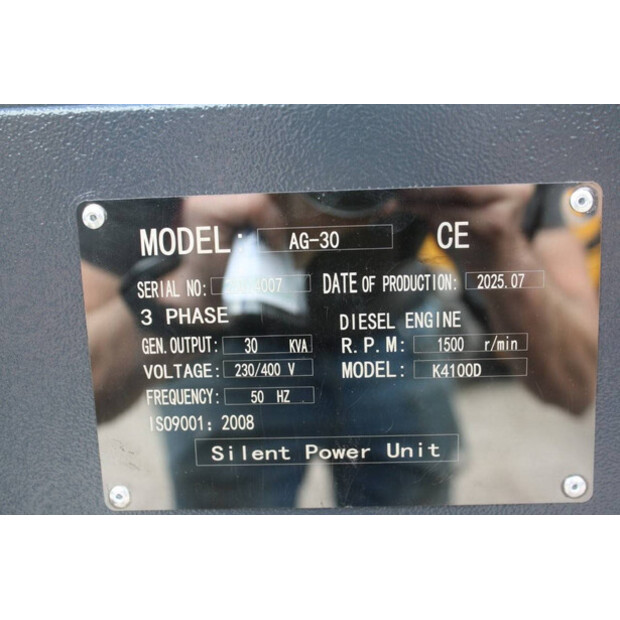 MODEL: AG-30 CE
SERIAL NO: DATE OF PRODUCTION: 2025.07
3 PHASE DIESEL ENGINE
GEN. OUTPUT: 30 KVA R.P.M: 1500 r/min
VOLTAGE: 230/400 V MODEL: K4100D
FREQUENCY: 50 HZ
ISO9001: 2008
Silent Power Unit